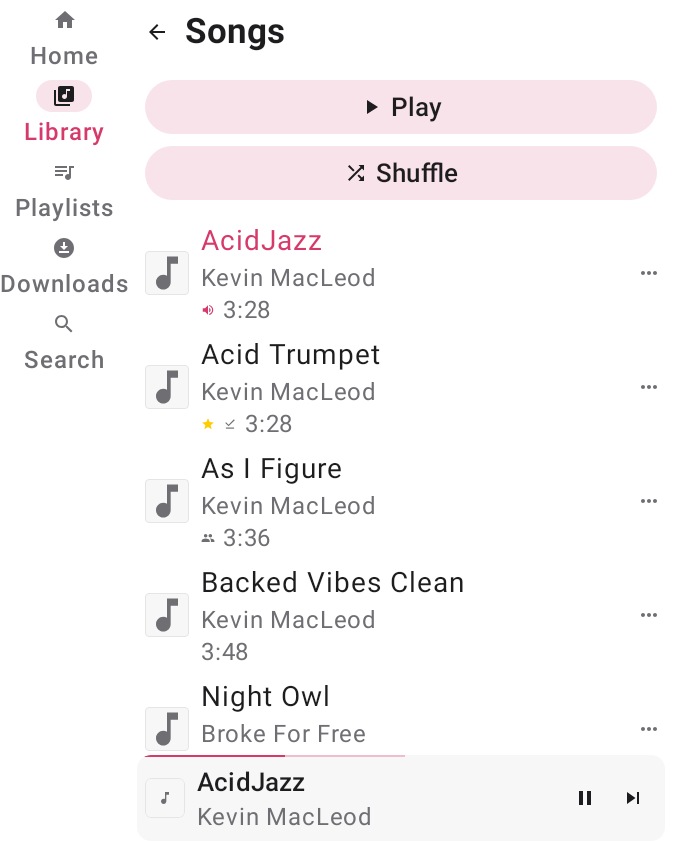 Home
Library
Playlists
Downloads
Search
Songs
Play
Shuffle
AcidJazz
Kevin MacLeod
3:28
Acid Trumpet
Kevin MacLeod
3:28
As I Figure
Kevin MacLeod
3:36
Backed Vibes Clean
Kevin MacLeod
3:48
Night Owl
Broke For Free
AcidJazz
Kevin MacLeod